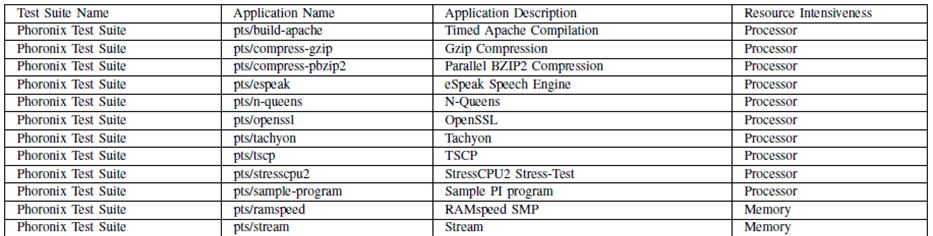 Test Suite Name Application Name Application Description Resource Intensiveness
Phoronix Test Suite pts/build-apache Timed Apache Compilation Processor
Phoronix Test Suite pts/compress-gzip Gzip Compression Processor
Phoronix Test Suite pts/compress-pbzip2 Parallel BZIP2 Compression Processor
Phoronix Test Suite pts/espeak eSpeak Speech Engine Processor
Phoronix Test Suite pts/n-queens N-Queens Processor
Phoronix Test Suite pts/openssl OpenSSL Processor
Phoronix Test Suite pts/tachyon Tachyon Processor
Phoronix Test Suite pts/tscp TSCP Processor
Phoronix Test Suite pts/stresscpu2 StressCPU2 Stress-Test Processor
Phoronix Test Suite pts/sample-program Sample PI program Processor
Phoronix Test Suite pts/ramspeed RAMspeed SMP Memory
Phoronix Test Suite pts/stream Stream Memory